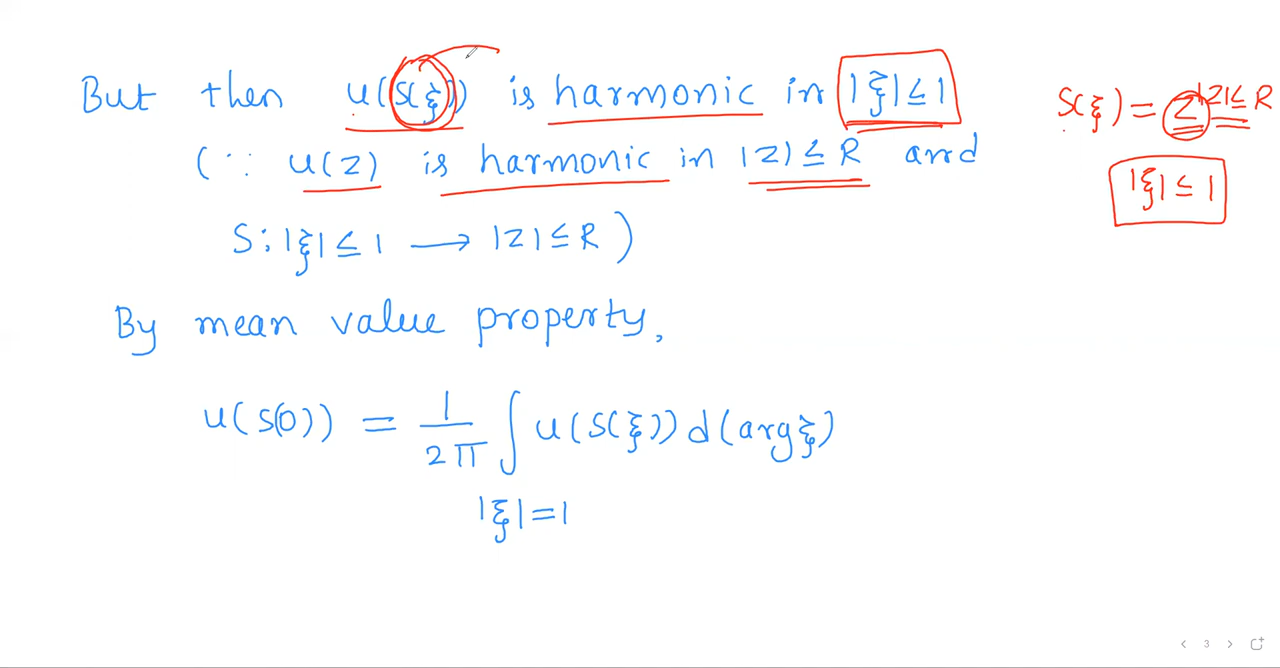 But then u(S(ξ)) is harmonic in |ξ| ≤ 1
(∵ u(z) is harmonic in |z| ≤ R and
S: |ξ| ≤ 1 ⟶ |z| ≤ R)
By mean value property,
u(S(0)) = 1/2π ∫ u(S(ξ)) d(arg ξ)
|ξ| = 1
S(ξ) = z |z| ≤ R
|ξ| ≤ 1
3